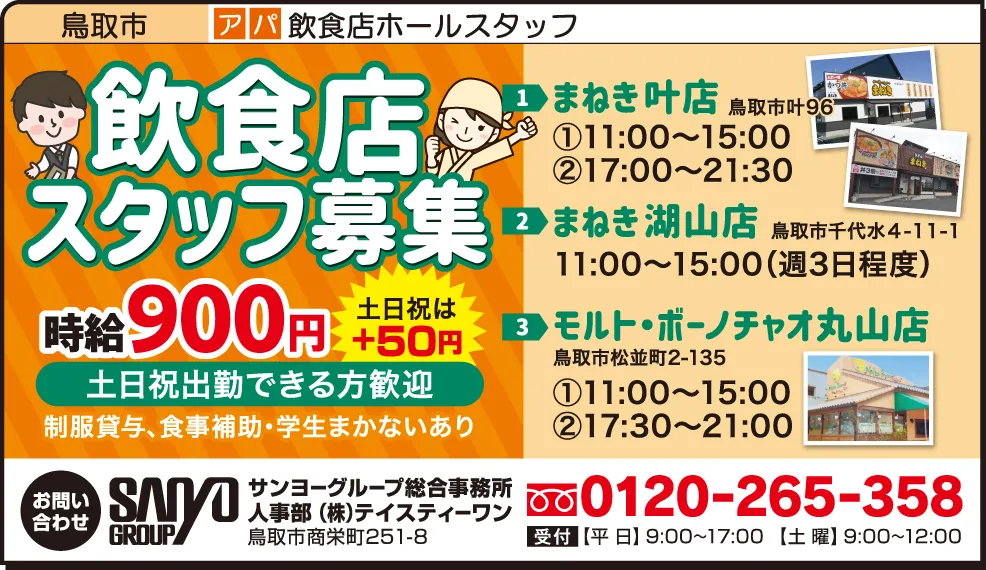 鳥取市
アパ 飲食店ホールスタッフ
飲食店
スタッフ募集
時給900円
土日祝は
+50円
土日祝出勤できる方歓迎
制服貸与、食事補助・学生まかないあり
1 まねき叶店 鳥取市叶96
①11:00〜15:00
②17:00〜21:30
2 まねき湖山店 鳥取市千代水4-11-1
11:00〜15:00(週3日程度)
3 モルト・ボーノチャオ丸山店
鳥取市松並町2-135
①11:00〜15:00
②17:30〜21:00
お問い
合わせ
SANYO
GROUP
サンヨーグループ総合事務所
人事部 (株)テイスティーワン
鳥取市商栄町251-8
0120-265-358
受付 【平 日】9:00~17:00 【土 曜】9:00~12:00
まねき
まねき